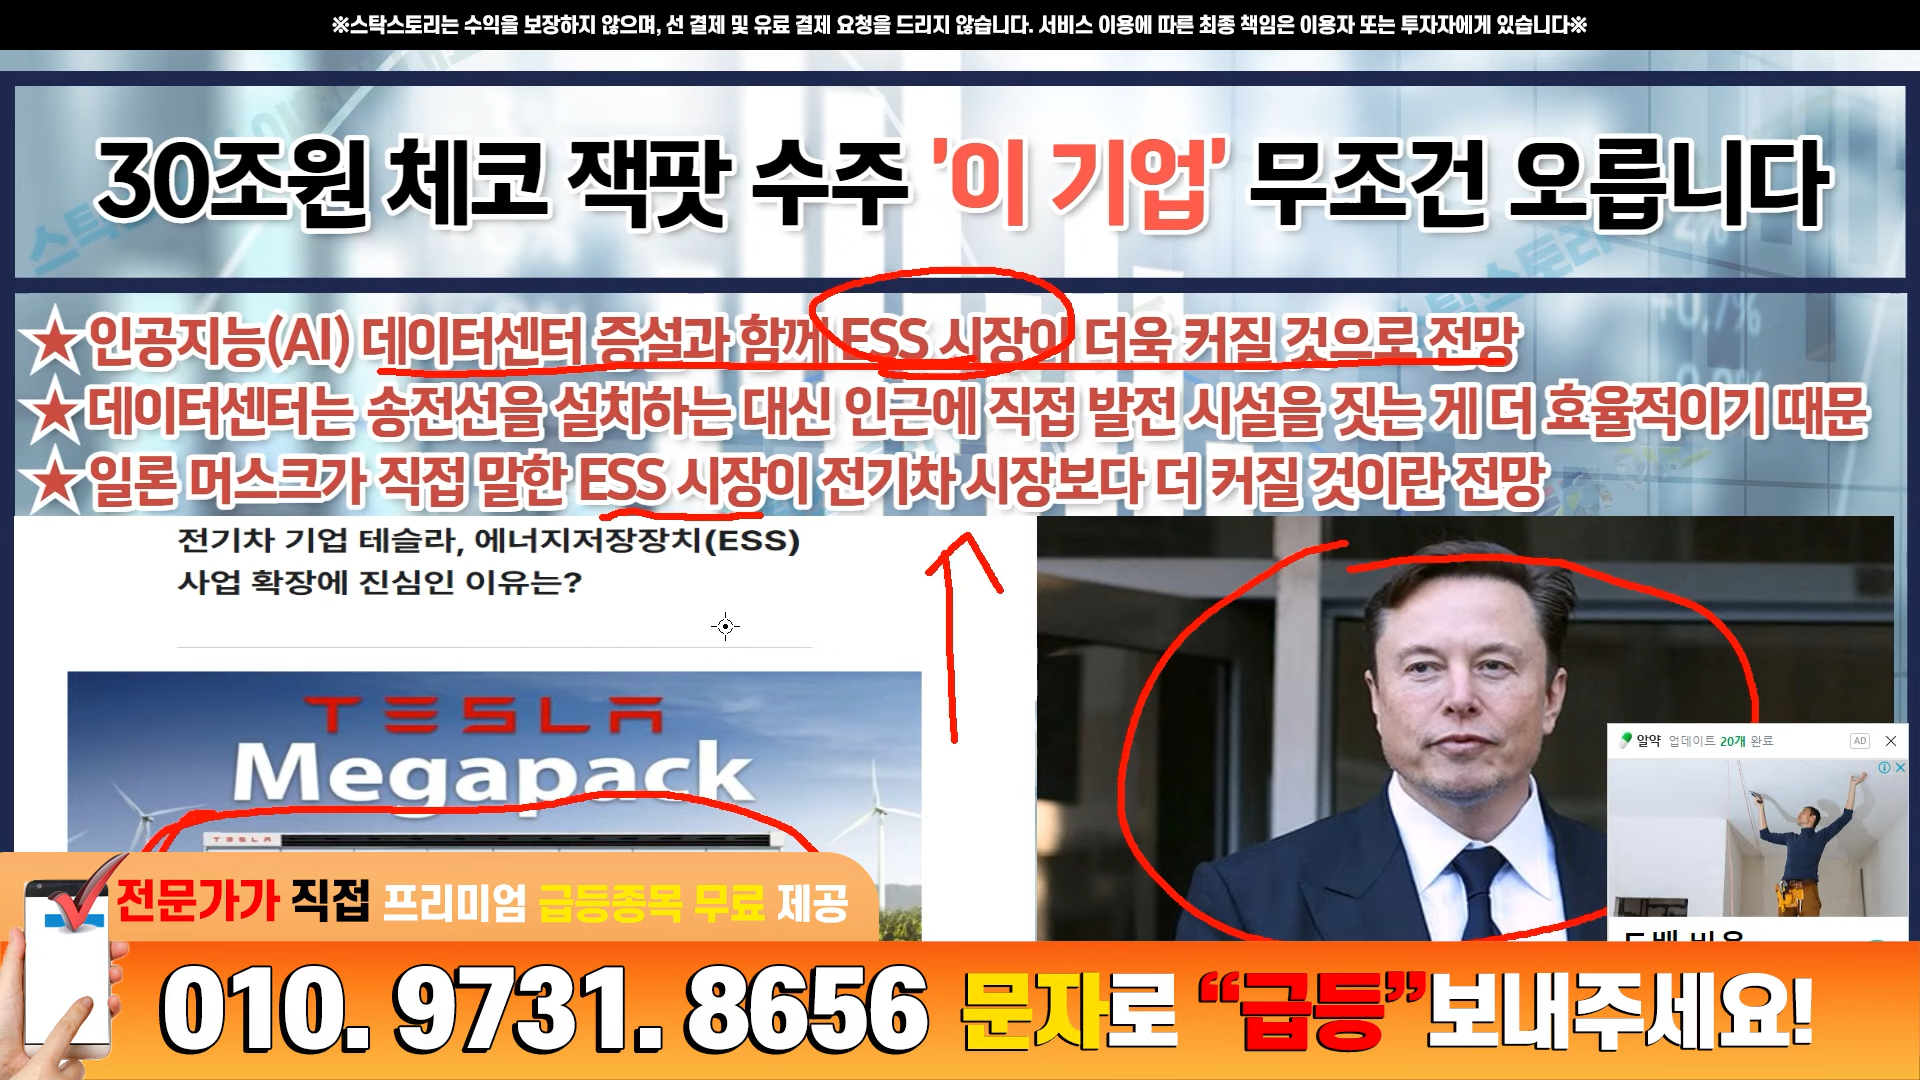 ※스탁스토리는 수익을 보장하지 않으며, 선 결제 및 유료 결제 요청을 드리지 않습니다. 서비스 이용에 따른 최종 책임은 이용자 또는 투자자에게 있습니다※
30조원 체코 잭팟 수주 '이 기업' 무조건 오릅니다
★인공지능(AI) 데이터센터 증설과 함께 ESS 시장이 더욱 커질 것으로 전망
★데이터센터는 송전선을 설치하는 대신 인근에 직접 발전 시설을 짓는 게 더 효율적이기 때문
★일론 머스크가 직접 말한 ESS 시장이 전기차 시장보다 더 커질 것이란 전망
전기차 기업 테슬라, 에너지저장장치(ESS)
사업 확장에 진심인 이유는?
TESLA
Megapack
TESLA
알약 업데이트 20개 완료 AD
전문가가 직접 프리미엄 급등종목 무료 제공
010. 9731. 8656 문자로 “급등”보내주세요!